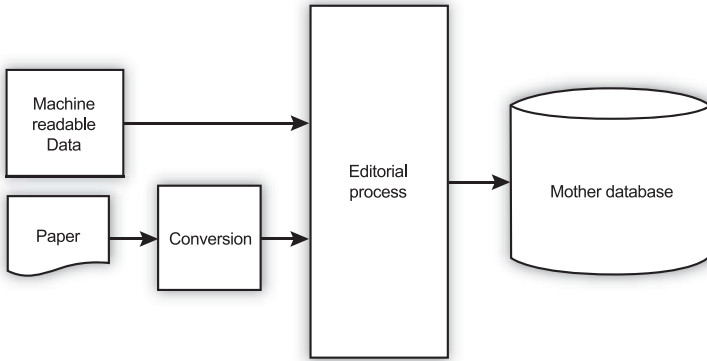 Machine
readable
Data
Paper
Conversion
Editorial
process
Mother database